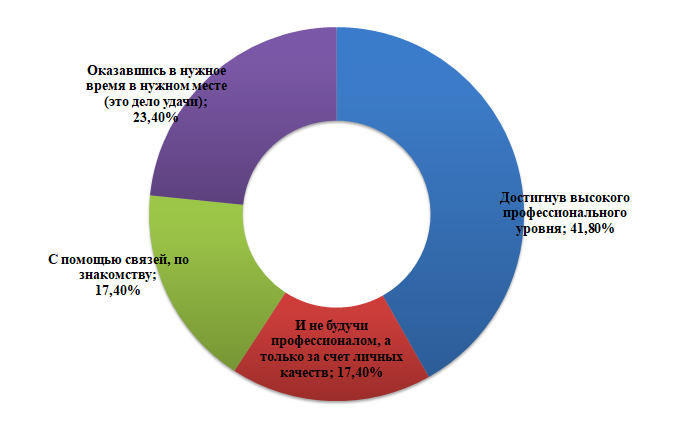 Оказавшись в нужное
время в нужном месте
(это дело удачи);
23,40%
Достигнув высокого
профессионального
уровня; 41,80%
С помощью связей, по
знакомству;
17,40%
И не будучи
профессионалом, а
только за счет личных
качеств; 17,40%